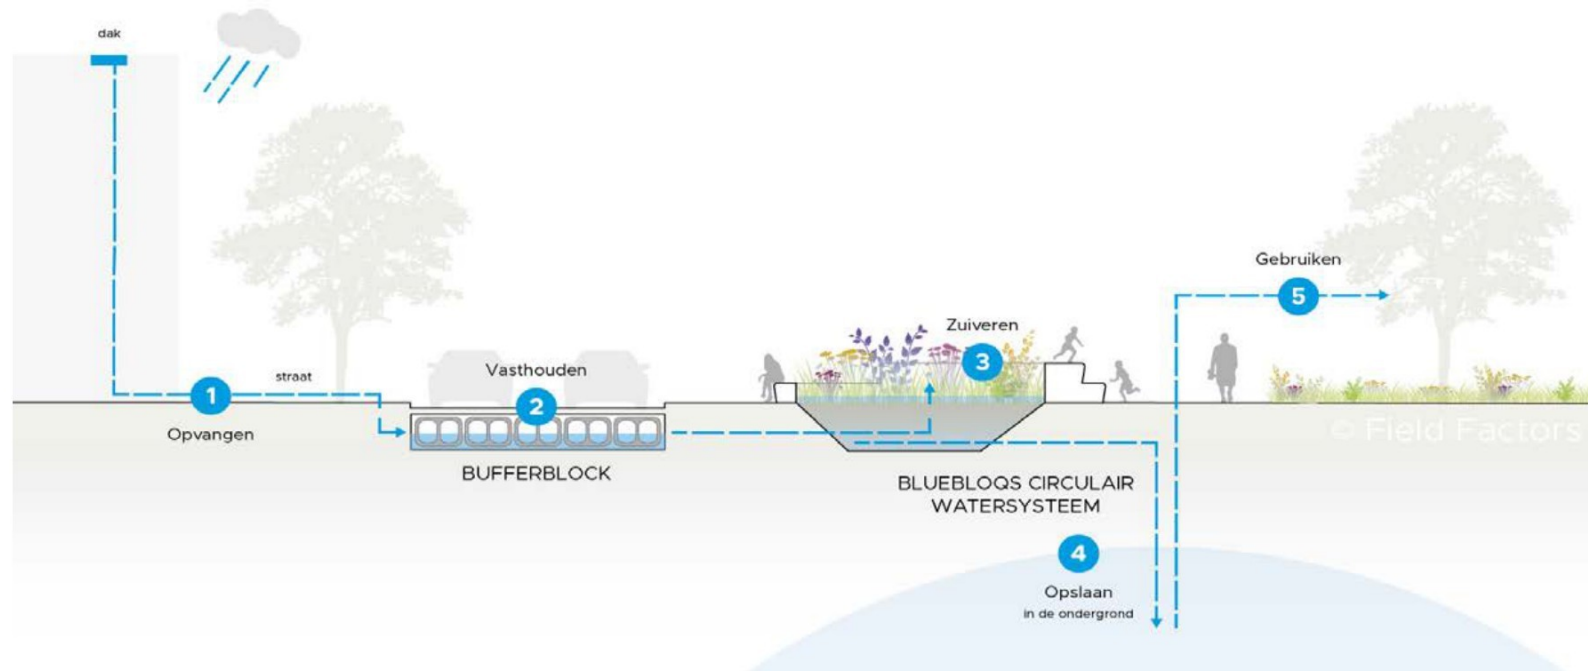 dak
1
straat
Opvangen
Vasthouden
2
BUFFERBLOCK
Zuiveren
3
BLUEBLOQS CIRCULAIR
WATERSYSTEEM
4
Opslaan
in de ondergrond
Gebruiken
5
© Field Factors